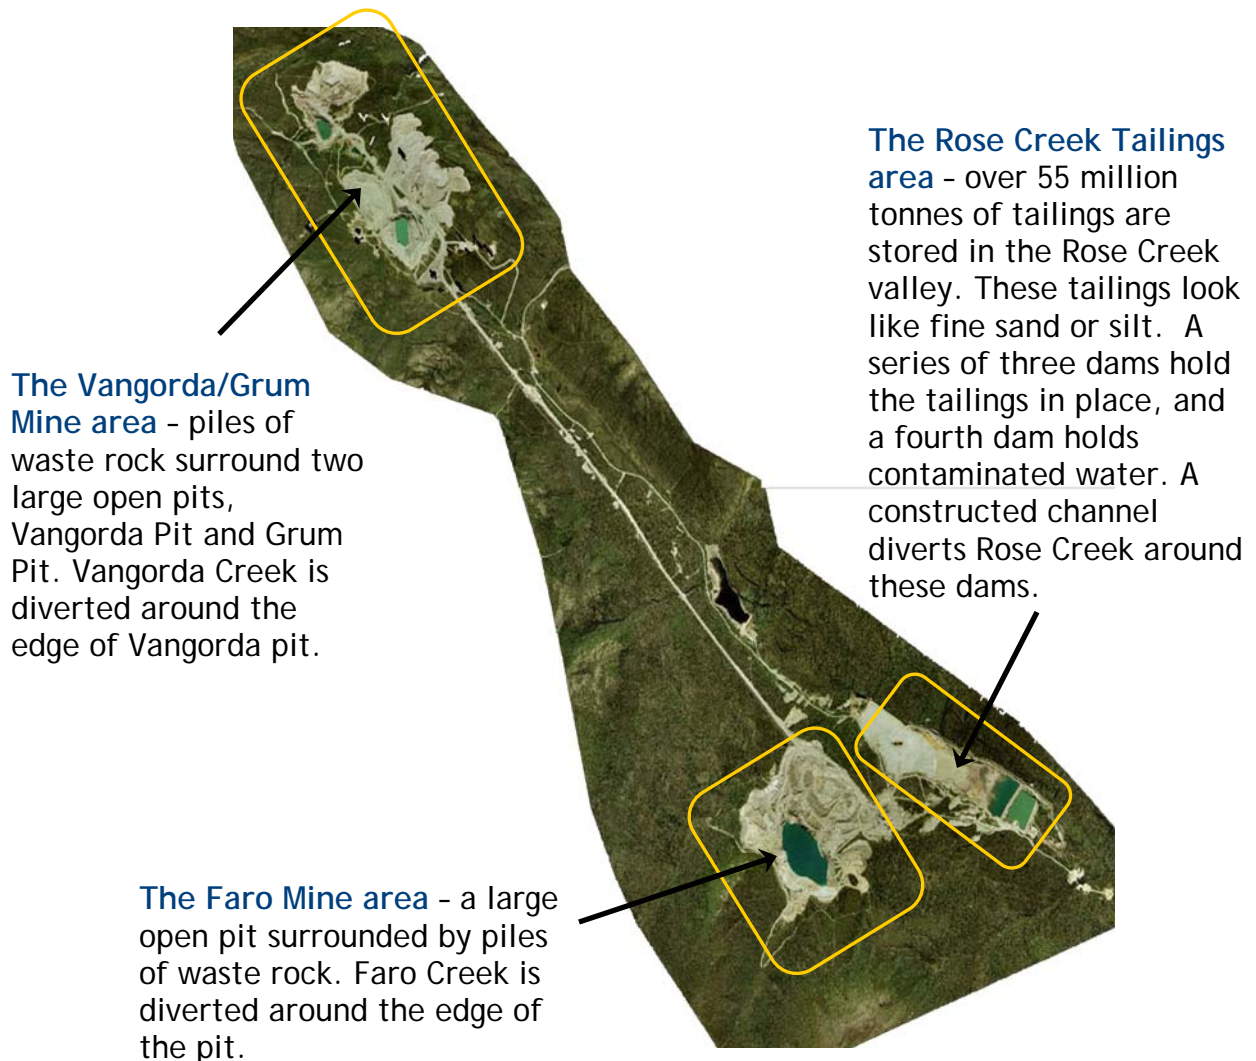 The Rose Creek Tailings
area – over 55 million
tonnes of tailings are
stored in the Rose Creek
valley. These tailings look
like fine sand or silt.  A
series of three dams hold
the tailings in place, and
a fourth dam holds
contaminated water. A
constructed channel
diverts Rose Creek around
these dams.
The Vangorda/Grum
Mine area – piles of
waste rock surround two
large open pits,
Vangorda Pit and Grum
Pit. Vangorda Creek is
diverted around the
edge of Vangorda pit.
The Faro Mine area – a large
open pit surrounded by piles
of waste rock. Faro Creek is
diverted around the edge of
the pit.